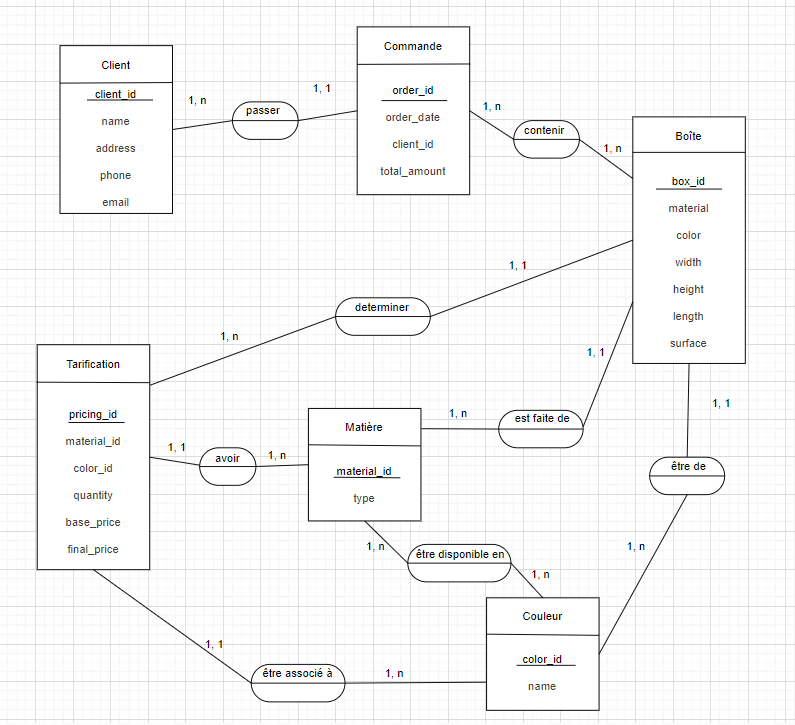 Client
client_id
name
address
phone
email
1, n
passer
1, 1
Commande
order_id
order_date
client_id
total_amount
1, n
contenir
1, n
Boîte
box_id
material
color
width
height
length
surface
1, 1
determiner
1, n
Tarification
pricing_id
material_id
color_id
quantity
base_price
final_price
1, 1
avoir
1, n
Matière
material_id
type
1, n
est faite de
1, 1
1, 1
être de
1, n
1, n
être disponible en
1, n
Couleur
color_id
name
1, 1
être associé à
1, n